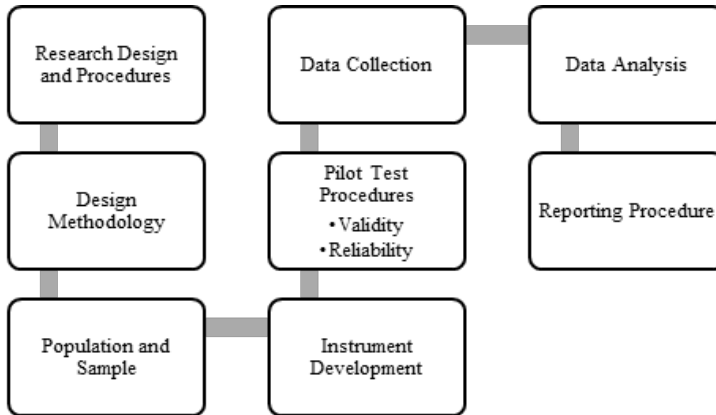 Research Design
and Procedures
Design
Methodology
Population and
Sample
Instrument
Development
Pilot Test
Procedures
•Validity
•Reliability
Data Collection
Data Analysis
Reporting Procedure